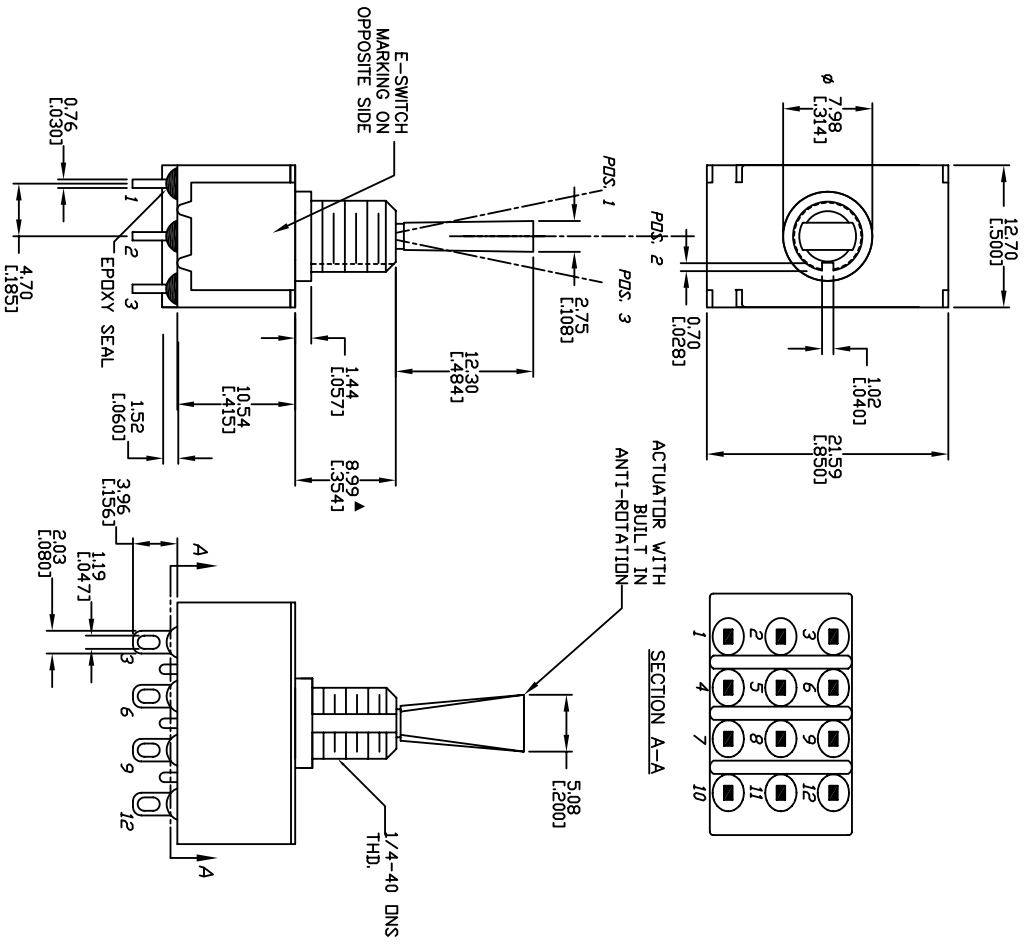 12.70
[.500]
ø 7.98
[.314]
0.70
[.028]
1.02
[.040]
21.59
[.850]
POS. 1
POS. 2
POS. 3
E-SWITCH
MARKING ON
OPPOSITE SIDE
2.75
[.108]
12.30
[.484]
1.44
[.057]
8.99 ▲
[.354]
10.54
[.415]
1.52
[.060]
0.76
[.030]
4.70
[.185]
1
2
3
EPOXY SEAL
1 2 3
4 5 6
7 8 9
10 11 12
SECTION A-A
ACTUATOR WITH
BUILT IN
ANTI-ROTATION
5.08
[.200]
1/4-40 ONS
THD.
A
A
3.96
[.156]
1.19
[.047]
2.03
[.080]
3
6
9
12